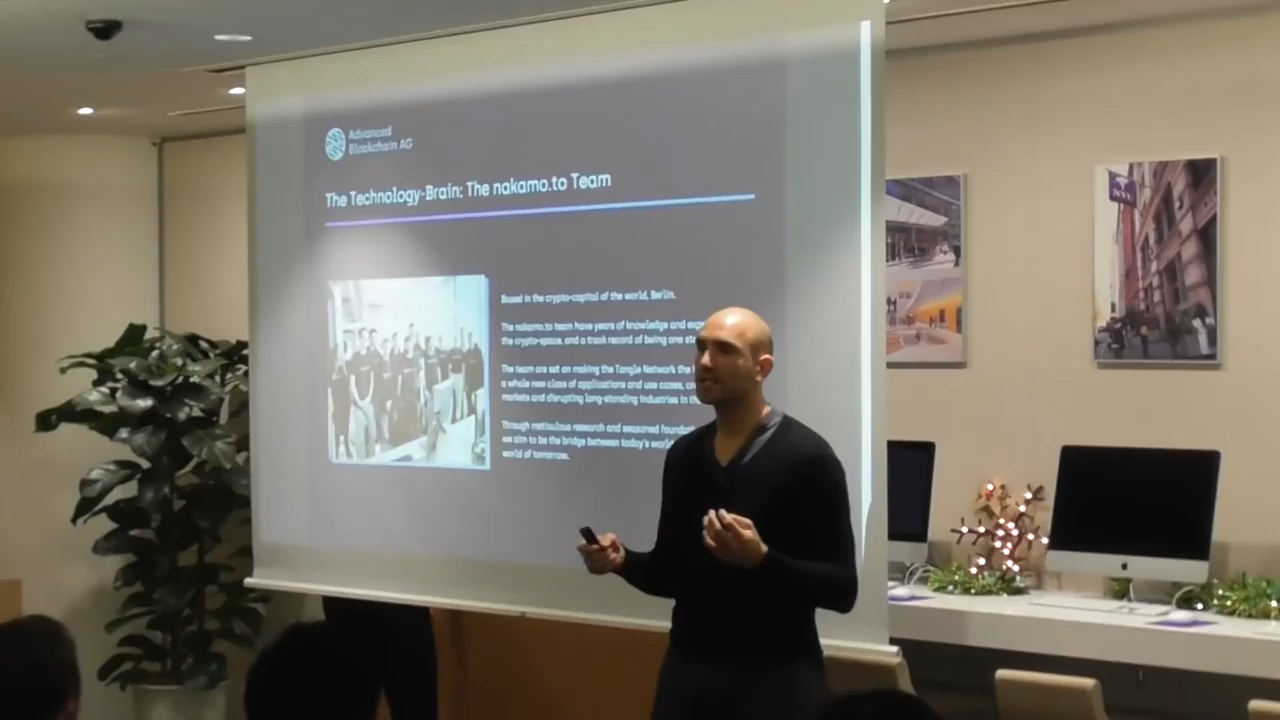 Advanced
Blockchain AG
The Technology-Brain: The nakamo.to Team
Based in the crypto-capital of the world, Berlin.
The nakamo.to team have years of knowledge and
the crypto-space, and a track record of being one
The team are set on making the Tangle Network the
a whole new class of applications and use cases,
markets and disrupting long-standing industries in
Through meticulous research and seasoned
we aim to be the bridge between today's world
world of tomorrow.
NYU